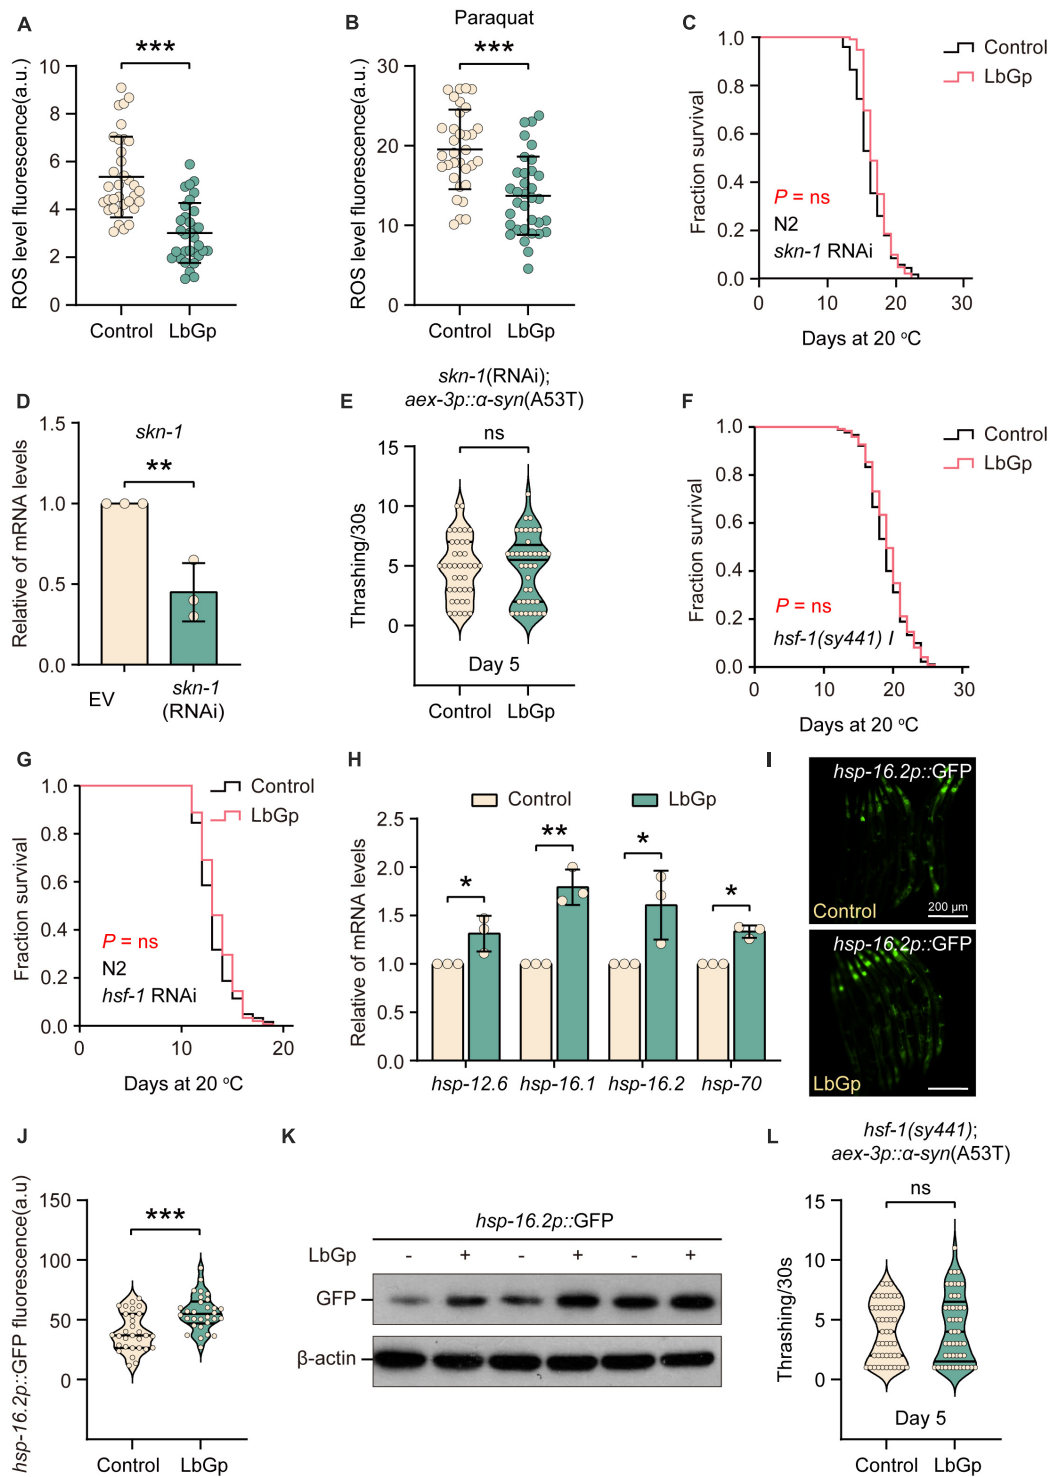 A
***
ROS level fluorescence(a.u.)
10
8
6
4
2
0
Control LbGp
B
Paraquat
***
ROS level fluorescence(a.u.)
30
20
10
0
Control LbGp
C
Control
LbGp
Fraction survival
1.0
0.8
0.6
0.4
0.2
0.0
P = ns
N2
skn-1 RNAi
0 10 20 30
Days at 20 °C
D
skn-1
**
Relative of mRNA levels
1.5
1.0
0.5
0.0
EV
skn-1
(RNAi)
E
skn-1(RNAi);
aex-3p::α-syn(A53T)
ns
Thrashing/30s
15
10
5
0
Day 5
Control LbGp
F
Control
LbGp
Fraction survival
1.0
0.8
0.6
0.4
0.2
0.0
P = ns
hsf-1(sy441) I
0 10 20 30
Days at 20 °C
G
Control
LbGp
Fraction survival
1.0
0.8
0.6
0.4
0.2
0.0
P = ns
N2
hsf-1 RNAi
0 10 20
Days at 20 °C
H
Control LbGp
Relative of mRNA levels
2.5
2.0
1.5
1.0
0.5
0.0
* ** * *
hsp-12.6 hsp-16.1 hsp-16.2 hsp-70
I
hsp-16.2p::GFP
Control
200 μm
hsp-16.2p::GFP
LbGp
J
***
hsp-16.2p::GFP fluorescence(a.u)
150
100
50
0
Control LbGp
K
hsp-16.2p::GFP
LbGp - + - + - +
GFP
β-actin
L
hsf-1(sy441);
aex-3p::α-syn(A53T)
ns
Thrashing/30s
10
5
0
Day 5
Control LbGp